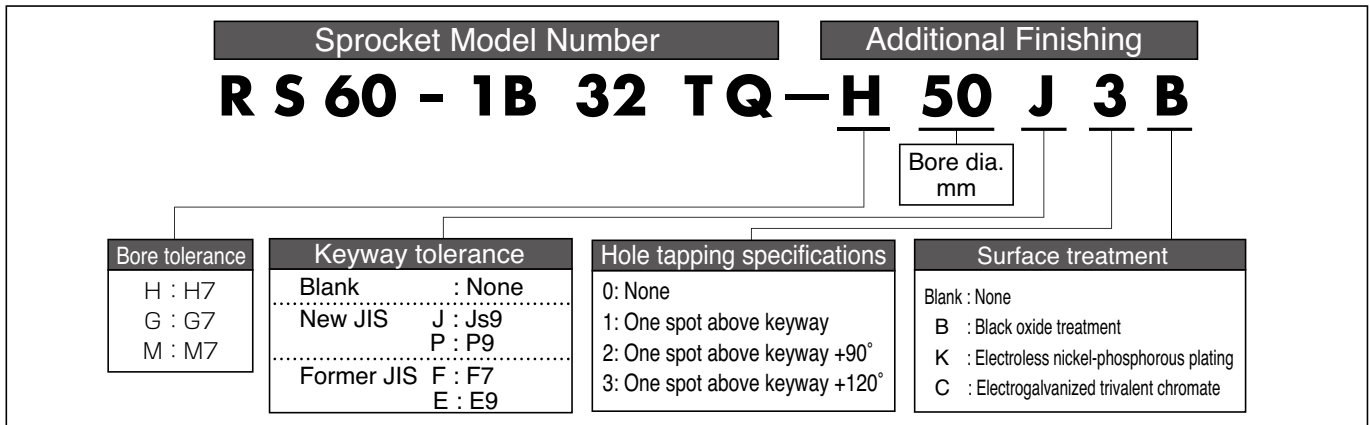 Sprocket Model Number
Additional Finishing
RS60-1B 32 TQ—H 50 J 3 B
Bore dia.
mm
Bore tolerance
H : H7
G : G7
M : M7
Keyway tolerance
Blank : None
New JIS J : Js9
P : P9
Former JIS F : F7
E : E9
Hole tapping specifications
0: None
1: One spot above keyway
2: One spot above keyway +90˚
3: One spot above keyway +120˚
Surface treatment
Blank : None
B : Black oxide treatment
K : Electroless nickel-phosphorous plating
C : Electrogalvanized trivalent chromate